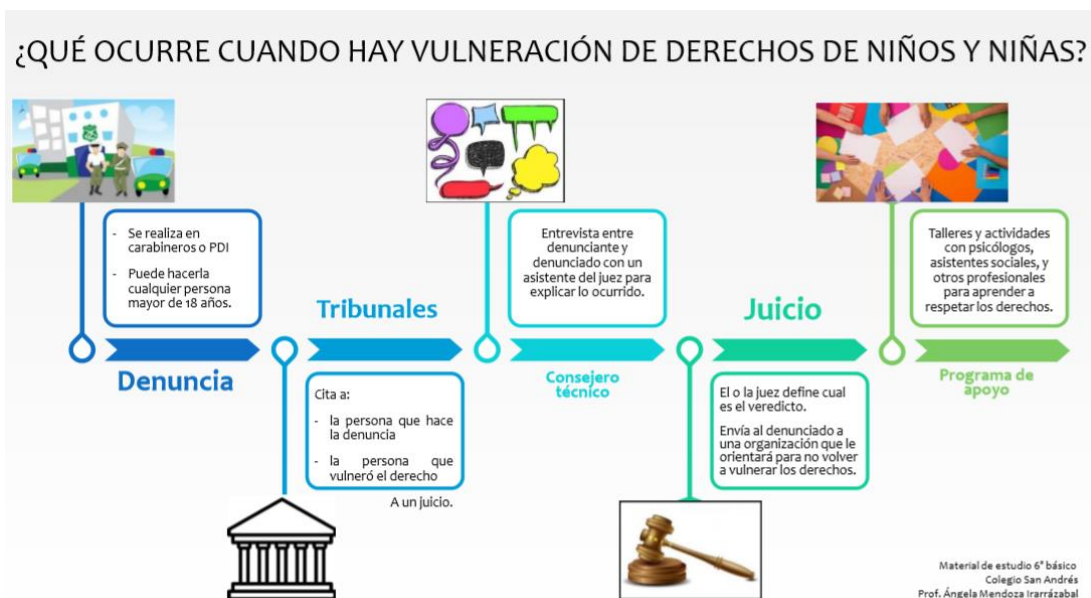 ¿QUÉ OCURRE CUANDO HAY VULNERACIÓN DE DERECHOS DE NIÑOS Y NIÑAS?
- Se realiza en
carabineros o PDI
- Puede hacerla
cualquier persona
mayor de 18 años.
Denuncia
Tribunales
Cita a:
- la persona que hace
la denuncia
- la persona que
vulneró el derecho
A un juicio.
Entrevista entre
denunciante y
denunciado con un
asistente del juez para
explicar lo ocurrido.
Consejero
técnico
Juicio
El o la juez define cual
es el veredicto.
Envía al denunciado a
una organización que le
orientará para no volver
a vulnerar los derechos.
Talleres y actividades
con psicólogos,
asistentes sociales, y
otros profesionales
para aprender a
respetar los derechos.
Programa de
apoyo
Material de estudio 6° básico
Colegio San Andrés
Prof. Ángela Mendoza Irarrázabal